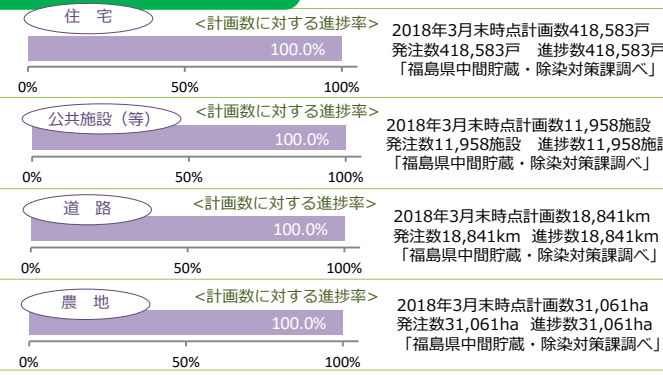 住　宅
<計画数に対する進捗率>
100.0%
0% 50% 100%
2018年3月末時点計画数418,583戸
発注数418,583戸　進捗数418,583戸
「福島県中間貯蔵・除染対策課調べ」
公共施設（等）
<計画数に対する進捗率>
100.0%
0% 50% 100%
2018年3月末時点計画数11,958施設
発注数11,958施設　進捗数11,958施設
「福島県中間貯蔵・除染対策課調べ」
道　路
<計画数に対する進捗率>
100.0%
0% 50% 100%
2018年3月末時点計画数18,841km
発注数18,841km 進捗数18,841km
「福島県中間貯蔵・除染対策課調べ」
農　地
<計画数に対する進捗率>
100.0%
0% 50% 100%
2018年3月末時点計画数31,061ha
発注数31,061ha 進捗数31,061ha
「福島県中間貯蔵・除染対策課調べ」